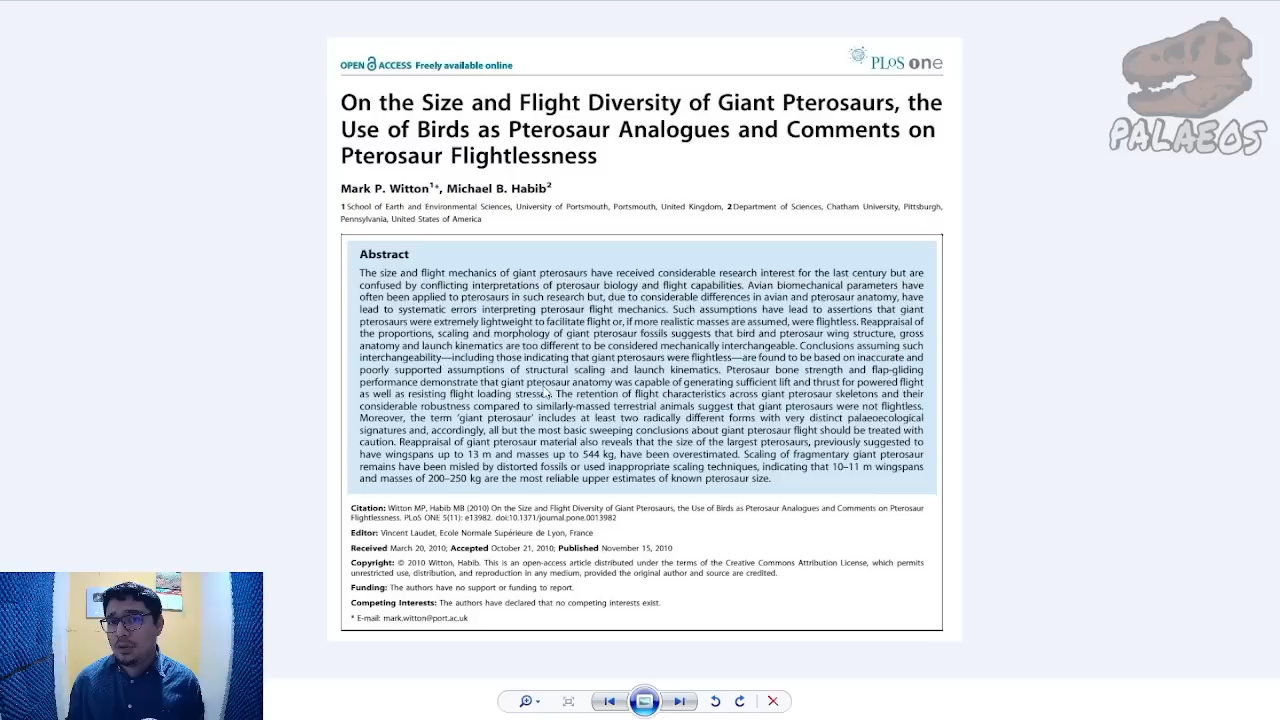 OPEN ACCESS Freely available online
PLoS one
PALAEOS
On the Size and Flight Diversity of Giant Pterosaurs, the
Use of Birds as Pterosaur Analogues and Comments on
Pterosaur Flightlessness
Mark P. Witton1*, Michael B. Habib2
1 School of Earth and Environmental Sciences, University of Portsmouth, Portsmouth, United Kingdom, 2 Department of Sciences, Chatham University, Pittsburgh,
Pennsylvania, United States of America
Abstract
The size and flight mechanics of giant pterosaurs have received considerable research interest for the last century but are
confused by conflicting interpretations of pterosaur biology and flight capabilities. Avian biomechanical parameters have
often been applied to pterosaurs in such research but, due to considerable differences in avian and pterosaur anatomy, have
lead to systematic errors interpreting pterosaur flight mechanics. Such assumptions have lead to assertions that giant
pterosaurs were extremely lightweight to facilitate flight or, if more realistic masses are assumed, were flightless. Reappraisal of
the proportions, scaling and morphology of giant pterosaur fossils suggests that bird and pterosaur wing structure, gross
anatomy and launch kinematics are too different to be considered mechanically interchangeable. Conclusions assuming such
interchangeability—including those indicating that giant pterosaurs were flightless—are found to be based on inaccurate and
poorly supported assumptions of structural scaling and launch kinematics. Pterosaur bone strength and flap-gliding
performance demonstrate that giant pterosaur anatomy was capable of generating sufficient lift and thrust for powered flight
as well as resisting flight loading stresses. The retention of flight characteristics across giant pterosaur skeletons and their
considerable robustness compared to similarly-massed terrestrial animals suggest that giant pterosaurs were not flightless.
Moreover, the term 'giant pterosaur' includes at least two radically different forms with very distinct palaeoecological
signatures and, accordingly, all but the most basic sweeping conclusions about giant pterosaur flight should be treated with
caution. Reappraisal of giant pterosaur material also reveals that the size of the largest pterosaurs, previously suggested to
have wingspans up to 13 m and masses up to 544 kg, have been overestimated. Scaling of fragmentary giant pterosaur
remains have been misled by distorted fossils or used inappropriate scaling techniques, indicating that 10–11 m wingspans
and masses of 200–250 kg are the most reliable upper estimates of known pterosaur size.
Citation: Witton MP, Habib MB (2010) On the Size and Flight Diversity of Giant Pterosaurs, the Use of Birds as Pterosaur Analogues and Comments on Pterosaur
Flightlessness. PLoS ONE 5(11): e13982. doi:10.1371/journal.pone.0013982
Editor: Vincent Laudet, Ecole Normale Supérieure de Lyon, France
Received March 20, 2010; Accepted October 21, 2010; Published November 15, 2010
Copyright: © 2010 Witton, Habib. This is an open-access article distributed under the terms of the Creative Commons Attribution License, which permits
unrestricted use, distribution, and reproduction in any medium, provided the original author and source are credited.
Funding: The authors have no support or funding to report.
Competing Interests: The authors have declared that no competing interests exist.
* E-mail: mark.witton@port.ac.uk